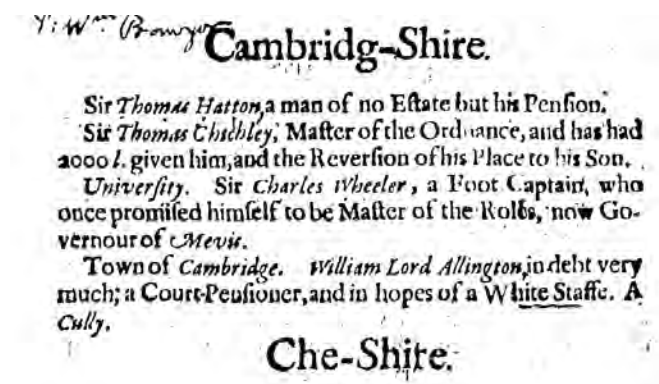 Sr: Wm Bowyer
Cambridg-Shire.
Sir Thomas Hatton, a man of no Eſtate but his Penſion.
Sir Thomas Chichley, Maſter of the Ordnance, and has had
2000 l. given him, and the Reverſion of his Place to his Son.
Univerſity. Sir Charles Wheeler, a Foot Captain, who
once promiſed himſelf to be Maſter of the Rolls, now Go-
vernour of Mevis.
Town of Cambridge. William Lord Allington, in debt very
much; a Court-Penſioner, and in hopes of a White Staffe. A
Cully.
Che-Shire.